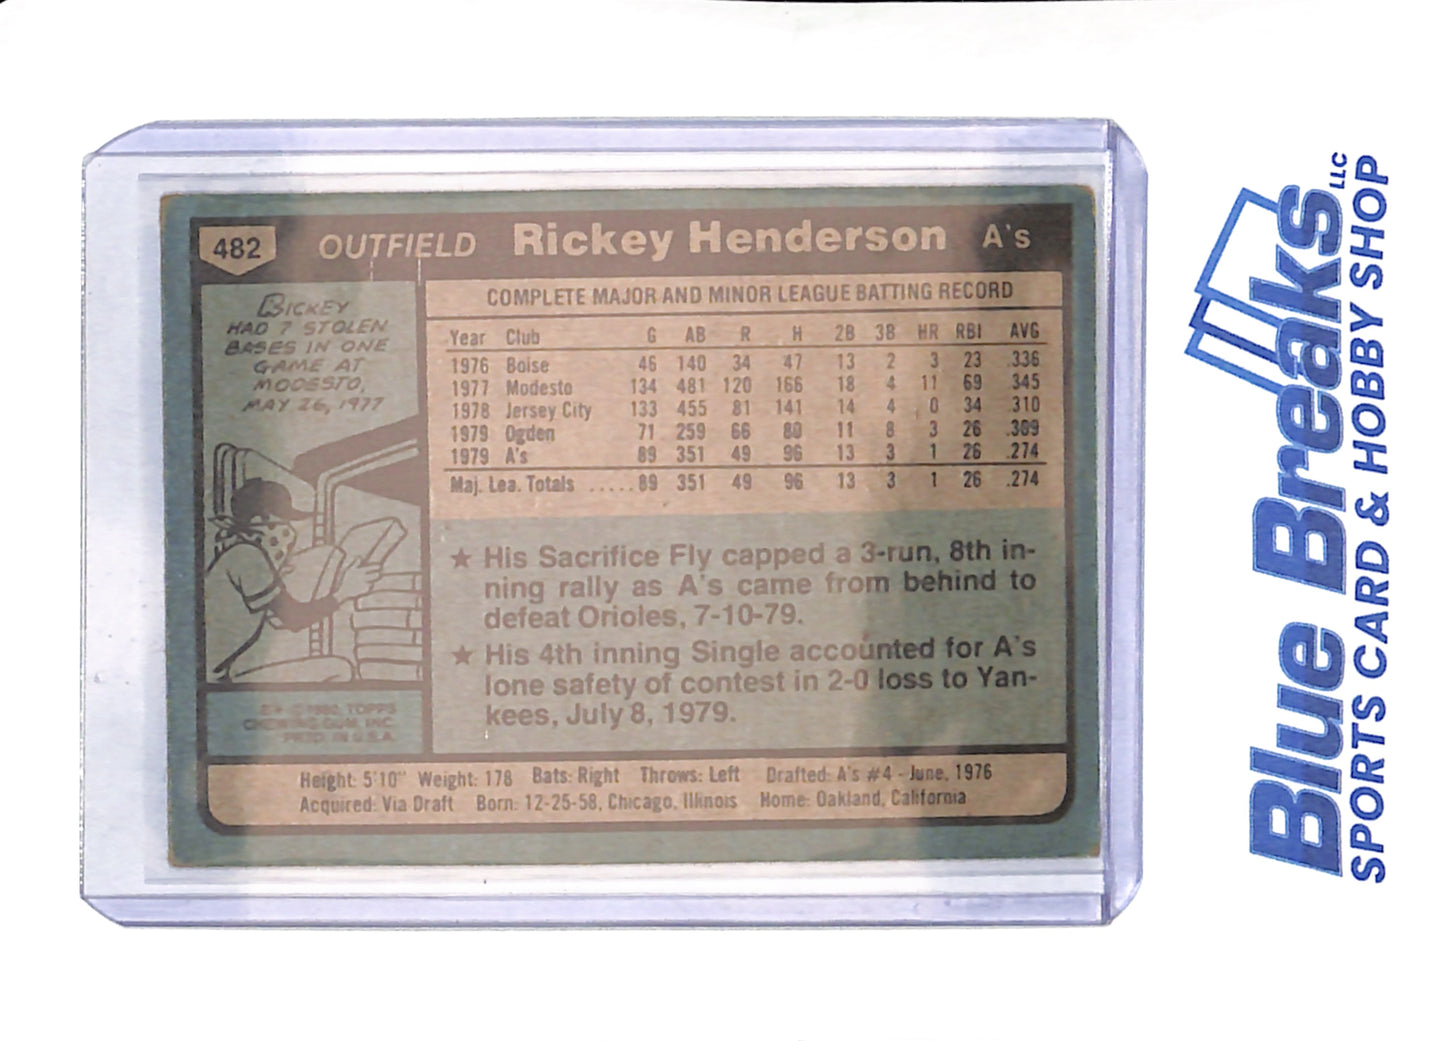 482 OUTFIELD Rickey Henderson A's
RICKEY
HAD 7 STOLEN
BASES IN ONE
GAME AT
MODESTO,
MAY 26, 1977
COMPLETE MAJOR AND MINOR LEAGUE BATTING RECORD
Year Club G AB R H 2B 3B HR RBI AVG
1976 Boise 46 140 34 47 13 2 3 23 .336
1977 Modesto 134 481 120 166 18 4 11 69 .345
1978 Jersey City 133 455 81 141 14 4 0 34 .310
1979 Ogden 71 259 66 80 11 8 3 26 .309
1979 A's 89 351 49 96 13 3 1 26 .274
Maj. Lea. Totals ..... 89 351 49 96 13 3 1 26 .274
★ His Sacrifice Fly capped a 3-run, 8th in-
ning rally as A's came from behind to
defeat Orioles, 7-10-79.
★ His 4th inning Single accounted for A's
lone safety of contest in 2-0 loss to Yan-
kees, July 8, 1979.
© 1980 TOPPS
CHEWING GUM, INC.
PRTD. IN U.S.A.
Height: 5'10" Weight: 178 Bats: Right Throws: Left Drafted: A's #4 - June, 1976
Acquired: Via Draft Born: 12-25-58, Chicago, Illinois Home: Oakland, California
Blue Breaks LLC
SPORTS CARD & HOBBY SHOP